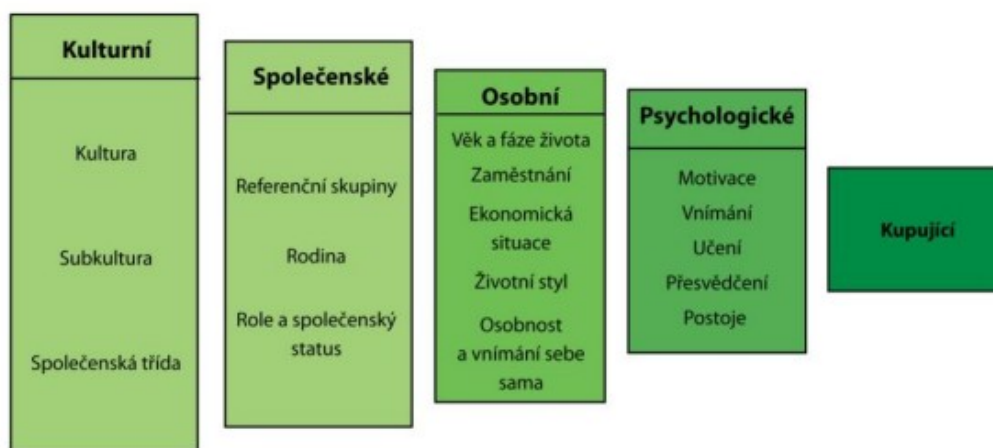 Kulturní
Kultura
Subkultura
Společenská třída
Společenské
Referenční skupiny
Rodina
Role a společenský
status
Osobní
Věk a fáze života
Zaměstnání
Ekonomická
situace
Životní styl
Osobnost
a vnímání sebe
sama
Psychologické
Motivace
Vnímání
Učení
Přesvědčení
Postoje
Kupující